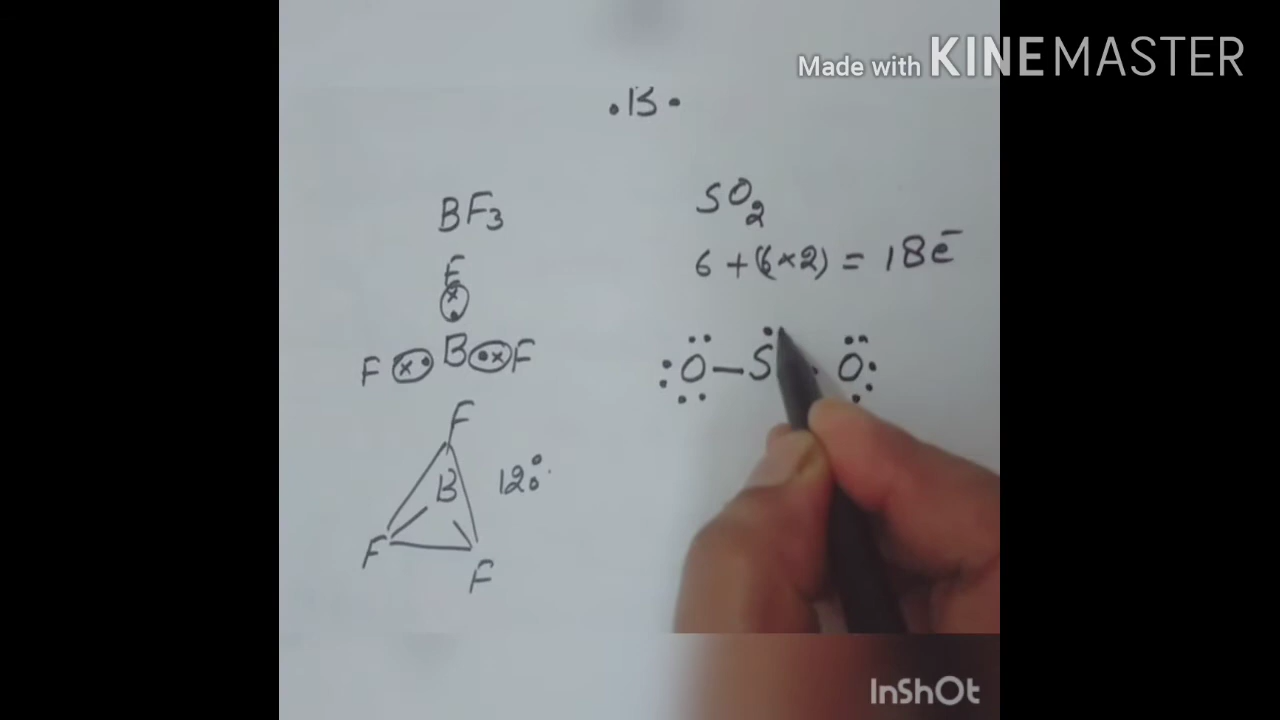 Made with KINEMASTER
. B .
BF3
F
F B F
F
B 120°
F
F
SO2
6 + (6 × 2) = 18e-
O — S O
InShOt